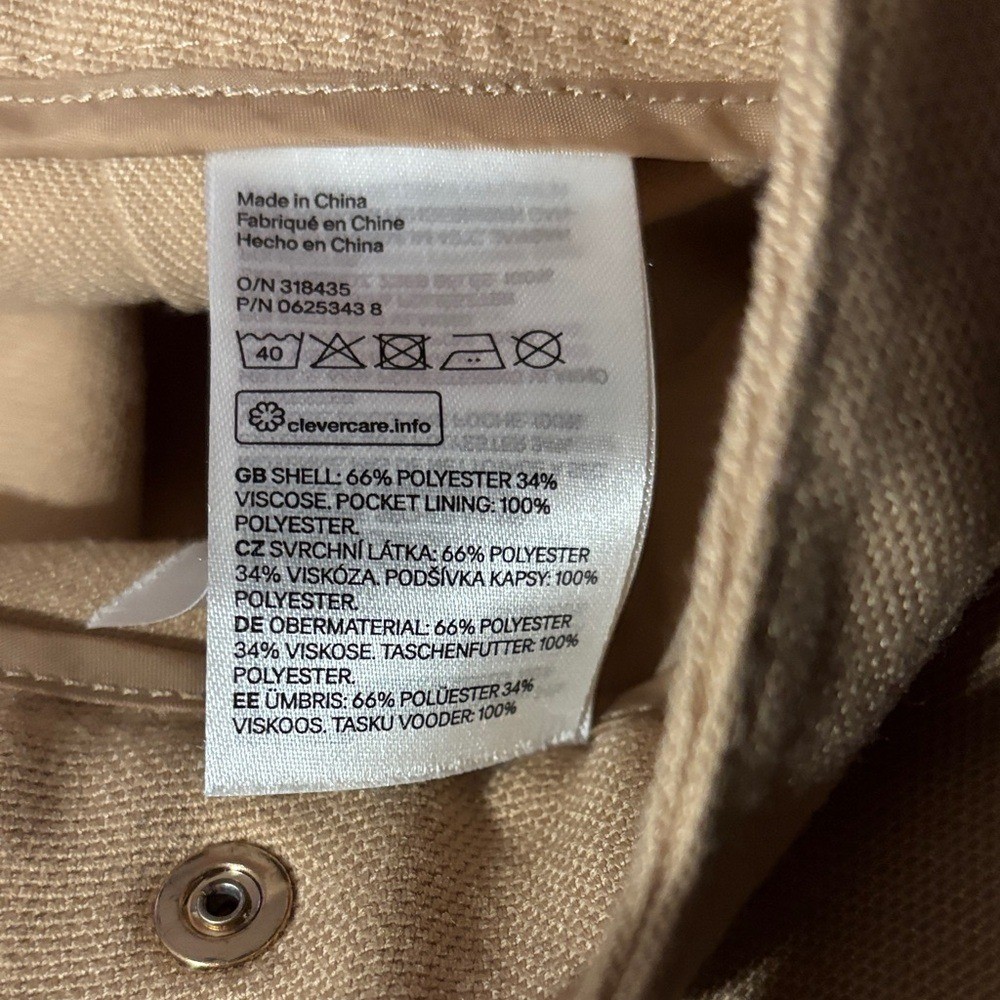 Made in China
Fabriqué en Chine
Hecho en China
O/N 318435
P/N 0625343 8
40
clevercare.info
GB SHELL: 66% POLYESTER 34%
VISCOSE. POCKET LINING: 100%
POLYESTER.
CZ SVRCHNÍ LÁTKA: 66% POLYESTER
34% VISKÓZA. PODŠÍVKA KAPSY: 100%
POLYESTER.
DE OBERMATERIAL: 66% POLYESTER
34% VISKOSE. TASCHENFUTTER: 100%
POLYESTER.
EE ÜMBRIS: 66% POLÜESTER 34%
VISKOOS. TASKU VOODER: 100%